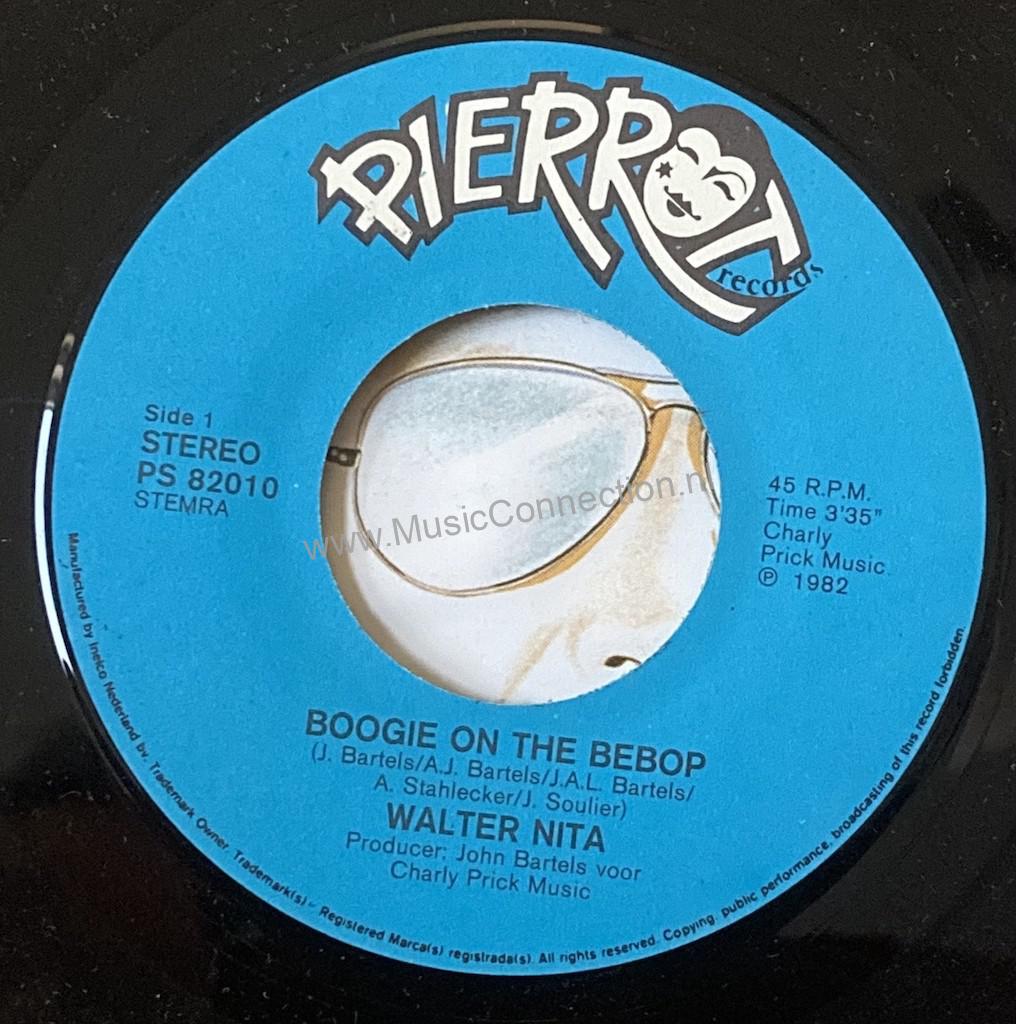 PIERROT
records
Side 1
STEREO
PS 82010
STEMRA
45 R.P.M.
Time 3'35"
Charly
Prick Music
℗ 1982
www.MusicConnection.nl
BOOGIE ON THE BEBOP
(J. Bartels/A.J. Bartels/J.A.L. Bartels/
A. Stahlecker/J. Soulier)
WALTER NITA
Producer: John Bartels voor
Charly Prick Music
Manufactured by Inelco Nederland bv. Trademark Owner. Trademark(s) - Registered Marca(s) registrada(s). All rights reserved. Copying, public performance, broadcasting of this record forbidden.